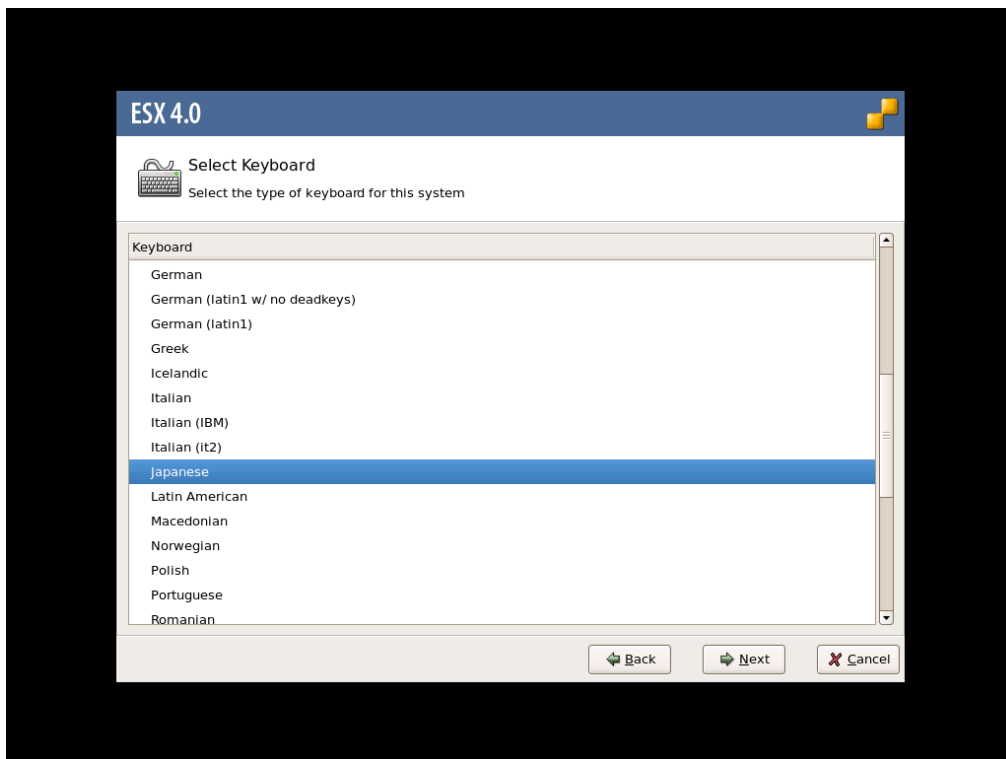 ESX 4.0
Select Keyboard
Select the type of keyboard for this system
Keyboard
German
German (latin1 w/ no deadkeys)
German (latin1)
Greek
Icelandic
Italian
Italian (IBM)
Italian (it2)
Japanese
Latin American
Macedonian
Norwegian
Polish
Portuguese
Romanian
Back Next Cancel